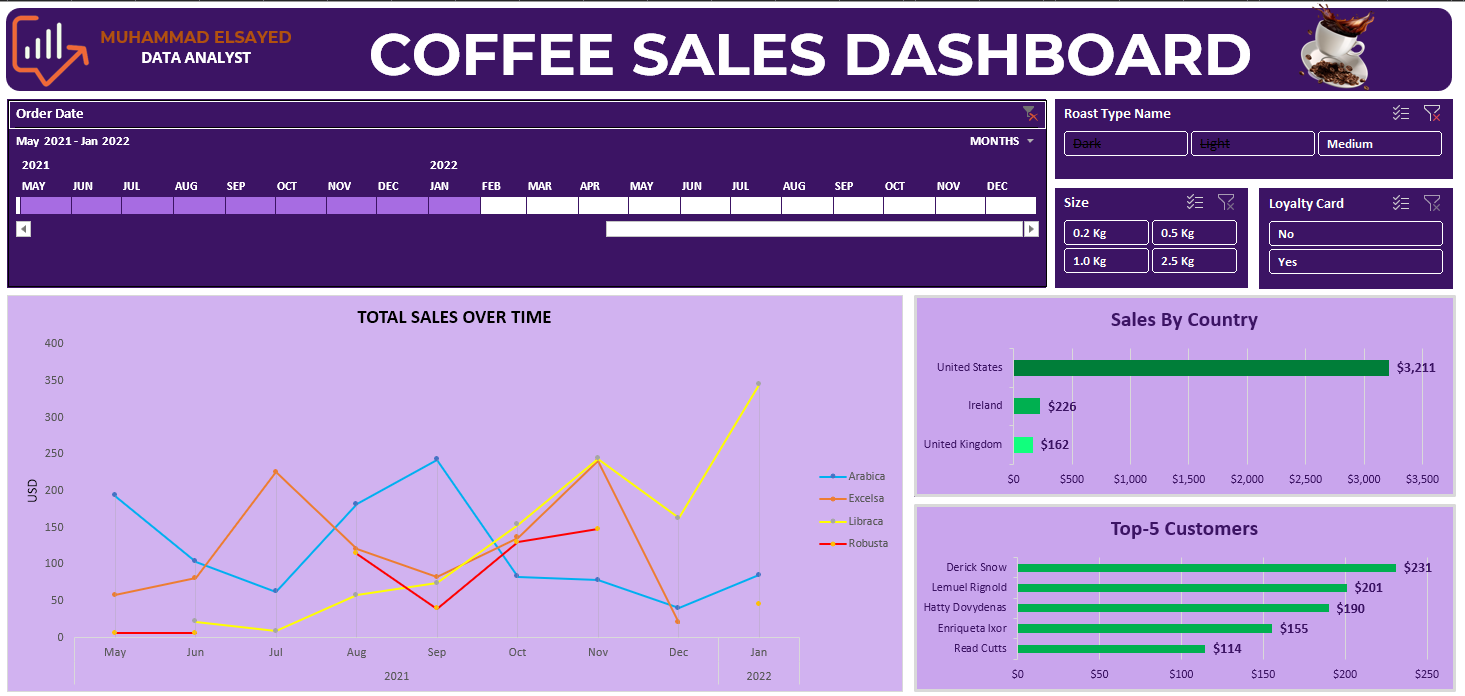 MUHAMMAD ELSAYED
DATA ANALYST
COFFEE SALES DASHBOARD
Order Date
May 2021 - Jan 2022
MONTHS
2021 2022
MAY JUN JUL AUG SEP OCT NOV DEC JAN FEB MAR APR MAY JUN JUL AUG SEP OCT NOV DEC
Roast Type Name
Dark Light Medium
Size
0.2 Kg 0.5 Kg
1.0 Kg 2.5 Kg
Loyalty Card
No
Yes
TOTAL SALES OVER TIME
400
350
300
250
200
150
100
50
0
USD
May Jun Jul Aug Sep Oct Nov Dec Jan
2021 2022
Arabica
Excelsa
Libraca
Robusta
Sales By Country
United States $3,211
Ireland $226
United Kingdom $162
$0 $500 $1,000 $1,500 $2,000 $2,500 $3,000 $3,500
Top-5 Customers
Derick Snow $231
Lemuel Rignold $201
Hatty Dovydenas $190
Enriqueta Ixor $155
Read Cutts $114
$0 $50 $100 $150 $200 $250